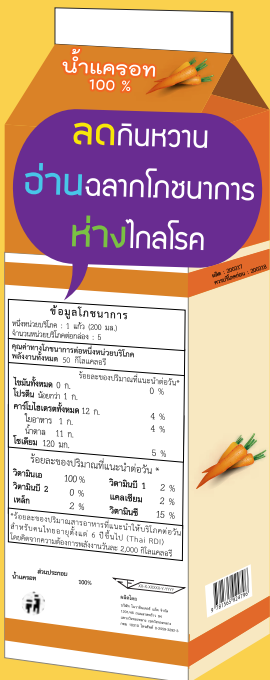 น้ำแครอท
100 %
ลดกินหวาน
อ่านฉลากโภชนาการ
ห่างไกลโรค
ข้อมูลโภชนาการ
หนึ่งหน่วยบริโภค : 1 แก้ว (200 มล.)
จำนวนหน่วยบริโภคต่อกล่อง : 5
คุณค่าทางโภชนาการต่อหนึ่งหน่วยบริโภค
พลังงานทั้งหมด 50 กิโลแคลอรี
ร้อยละของปริมาณที่แนะนำต่อวัน*
ไขมันทั้งหมด 0 ก. 0 %
โปรตีน น้อยกว่า 1 ก.
คาร์โบไฮเดรตทั้งหมด 12 ก. 4 %
ใยอาหาร 1 ก. 4 %
น้ำตาล 11 ก.
โซเดียม 120 มก. 5 %
ร้อยละของปริมาณที่แนะนำต่อวัน *
วิตามินเอ 100 % วิตามินบี 1 2 %
วิตามินบี 2 0 % แคลเซียม 2 %
เหล็ก 2 % วิตามินซี 15 %
*ร้อยละของปริมาณสารอาหารที่แนะนำให้บริโภคต่อวัน
สำหรับคนไทยอายุตั้งแต่ 6 ปีขึ้นไป (Thai RDI)
โดยคิดจากความต้องการพลังงานวันละ 2,000 กิโลแคลอรี
ส่วนประกอบ
น้ำแครอท 100%
ผลิตโดย